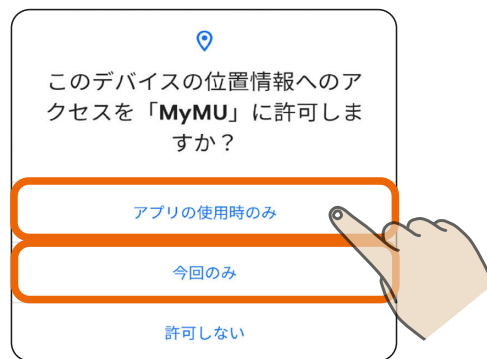 このデバイスの位置情報へのア
クセスを「MyMU」に許可しま
すか？
アプリの使用時のみ
今回のみ
許可しない